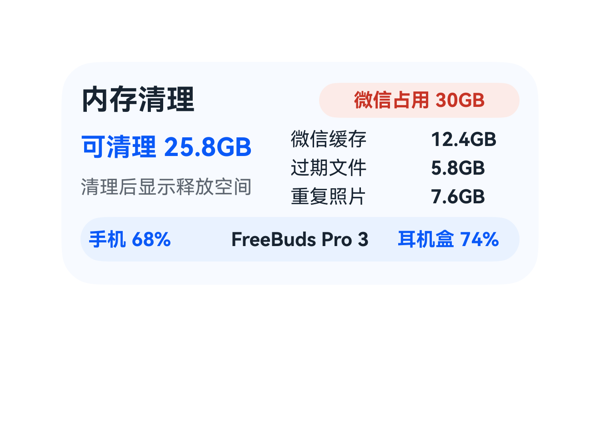 内存清理
微信占用 30GB
可清理 25.8GB
清理后显示释放空间
微信缓存 12.4GB
过期文件 5.8GB
重复照片 7.6GB
手机 68% FreeBuds Pro 3 耳机盒 74%